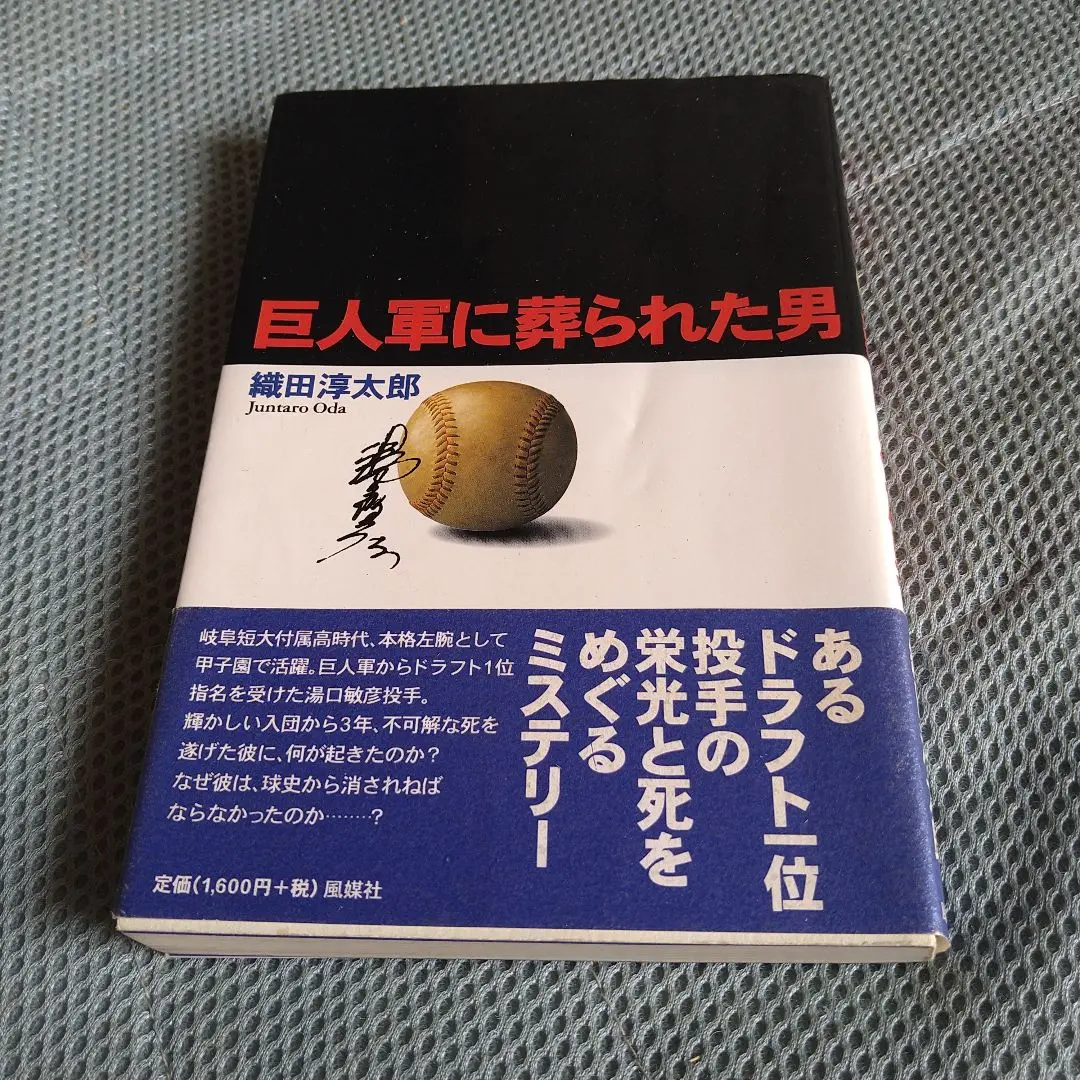 巨人軍に葬られた男
織田淳太郎
Juntaro Oda
ある
ドラフト一位
投手の
栄光と死を
めぐる
ミステリー
岐阜短大付属高時代、本格左腕として
甲子園で活躍。巨人軍からドラフト1位
指名を受けた湯口敏彦投手。
輝かしい入団から3年、不可解な死を
遂げた彼に、何が起きたのか?
なぜ彼は、球史から消されねば
ならなかったのか………?
定価(1,600円+税) 風媒社